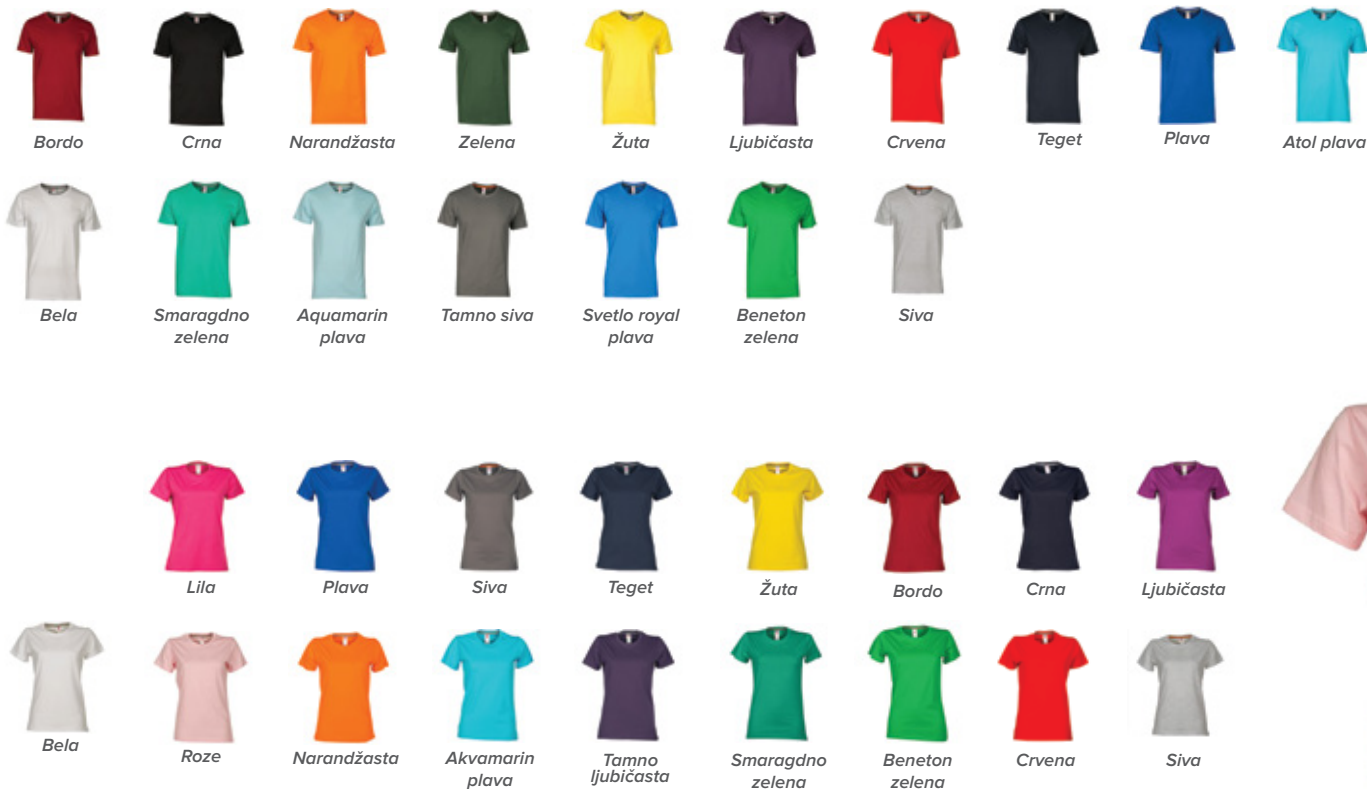 Bordo
Crna
Narandžasta
Zelena
Žuta
Ljubičasta
Crvena
Teget
Plava
Atol plava
Bela
Smaragdno
zelena
Aquamarin
plava
Tamno siva
Svetlo royal
plava
Beneton
zelena
Siva
Lila
Plava
Siva
Teget
Žuta
Bordo
Crna
Ljubičasta
Bela
Roze
Narandžasta
Akvamarin
plava
Tamno
ljubičasta
Smaragdno
zelena
Beneton
zelena
Crvena
Siva